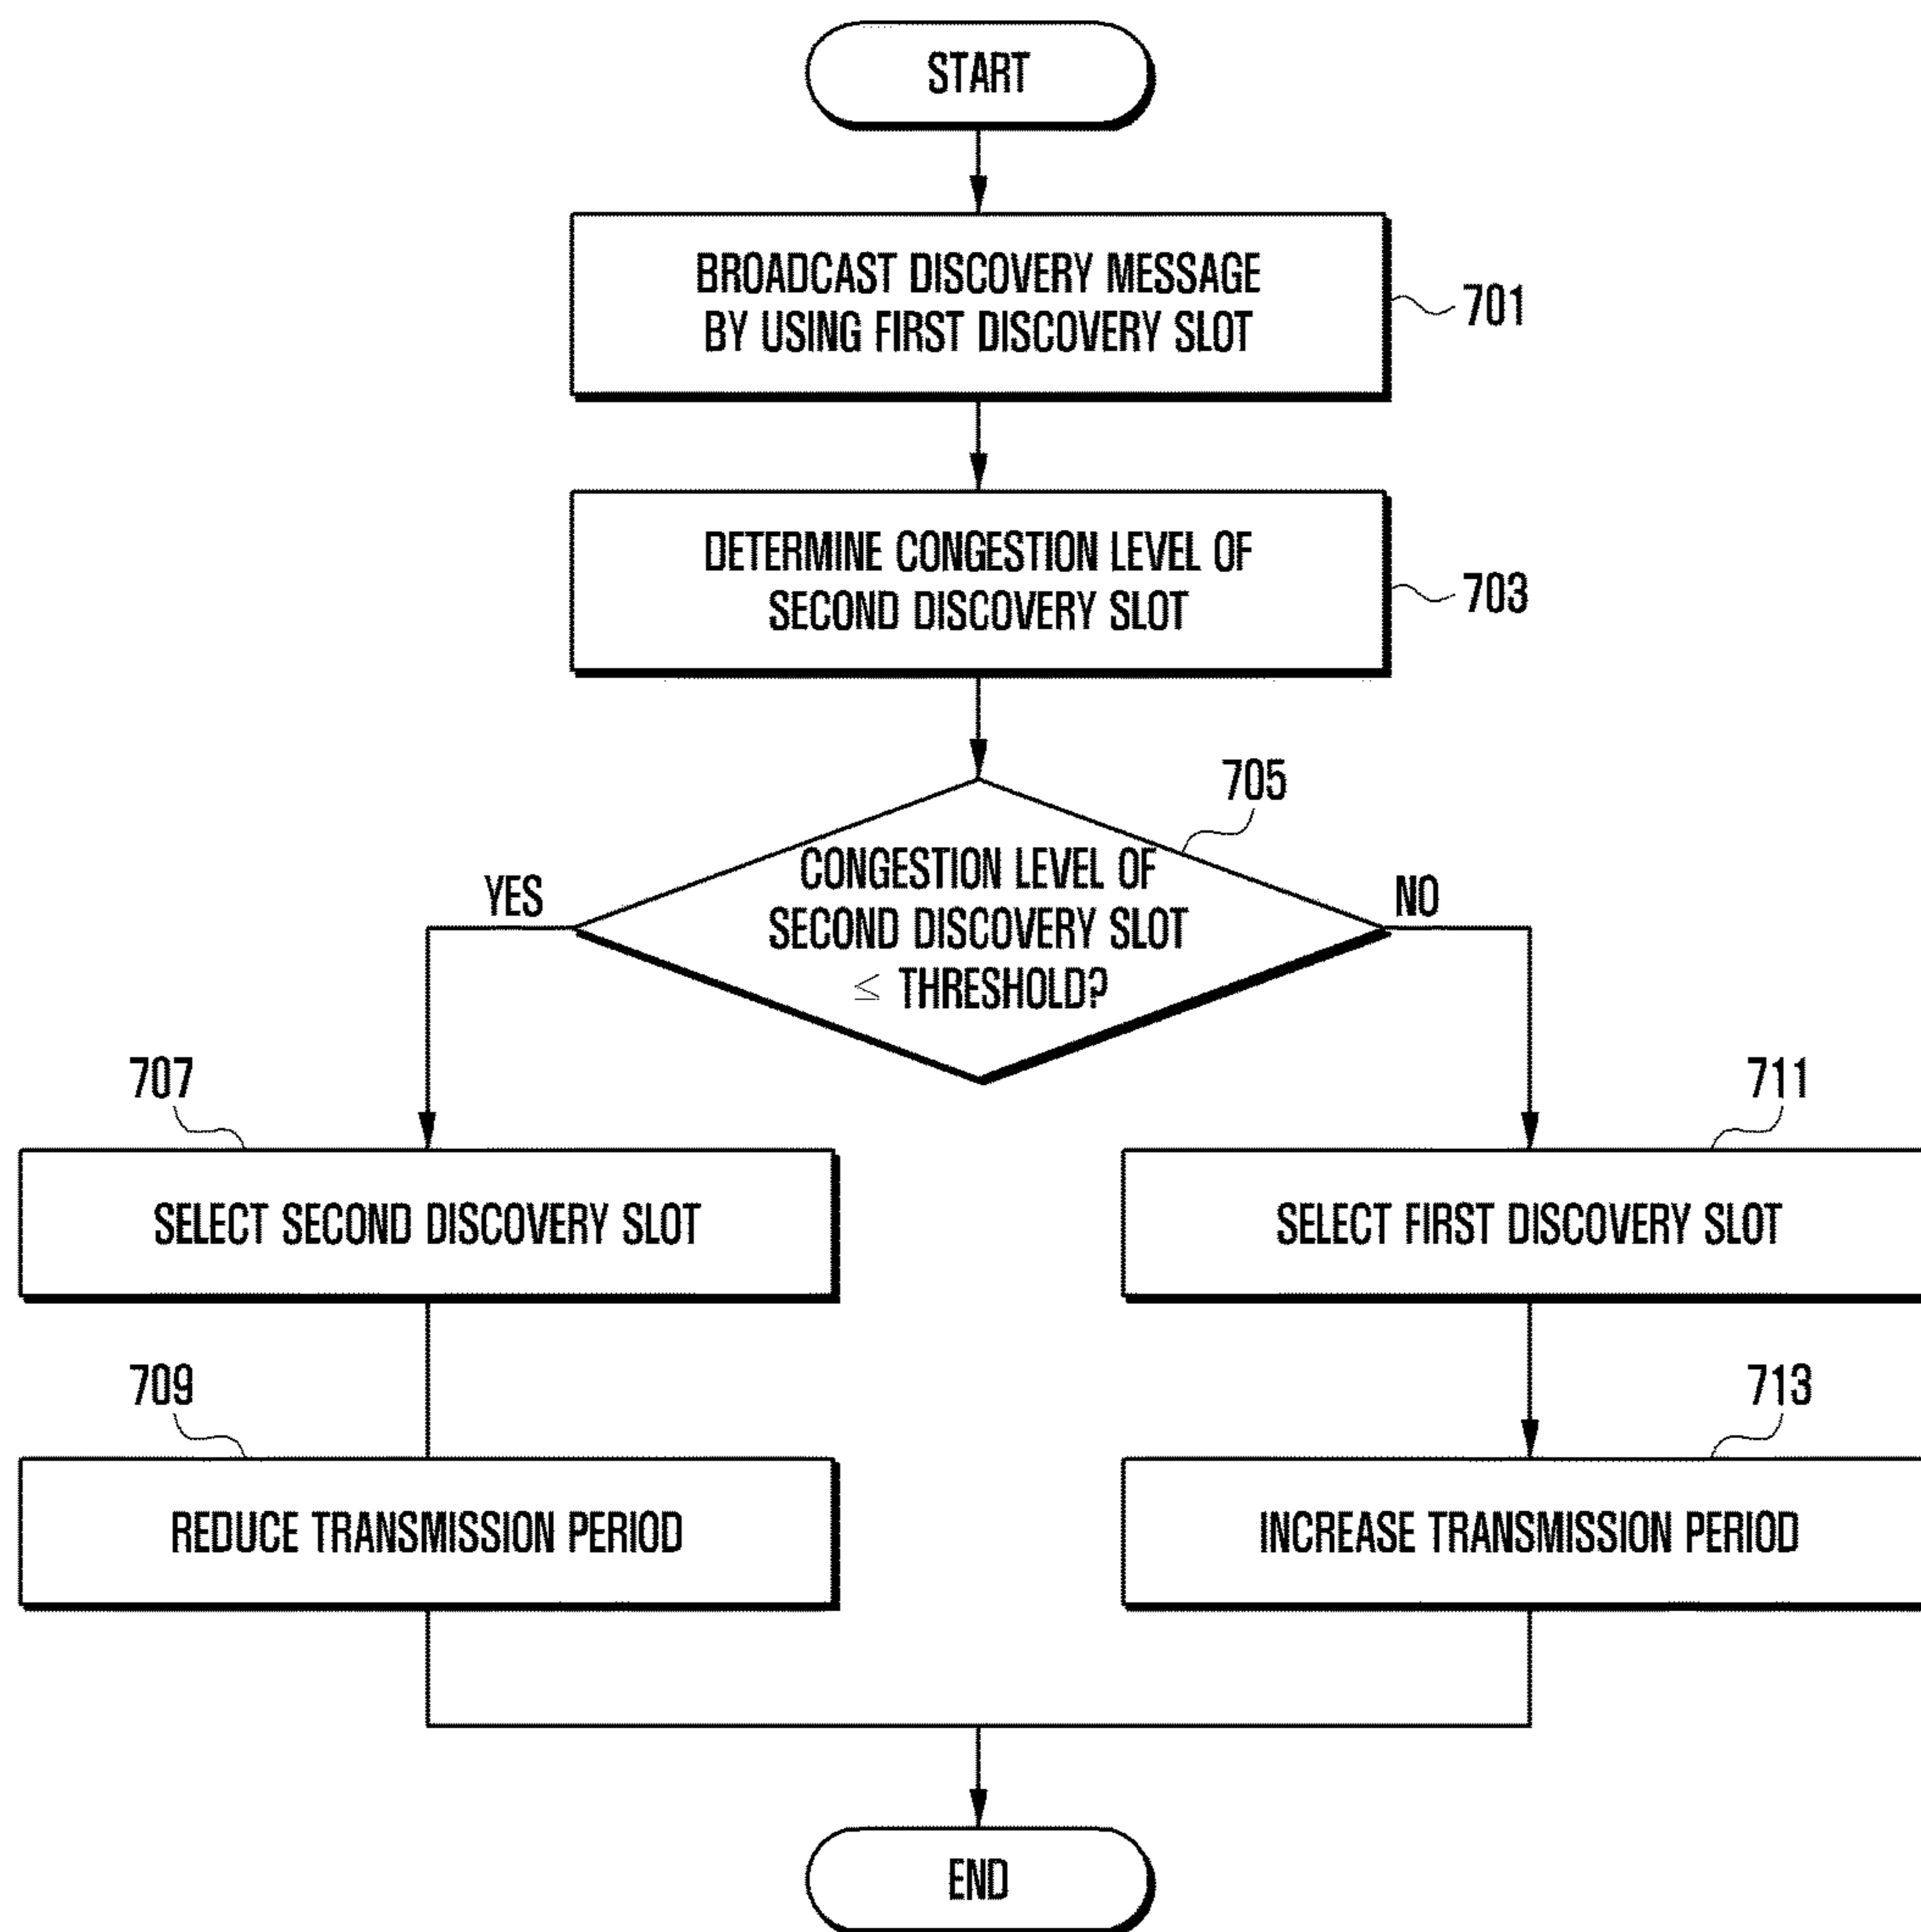 START
BROADCAST DISCOVERY MESSAGE
BY USING FIRST DISCOVERY SLOT
701
DETERMINE CONGESTION LEVEL OF
SECOND DISCOVERY SLOT
703
705
CONGESTION LEVEL OF
SECOND DISCOVERY SLOT
≤ THRESHOLD?
YES
NO
707
SELECT SECOND DISCOVERY SLOT
711
SELECT FIRST DISCOVERY SLOT
709
REDUCE TRANSMISSION PERIOD
713
INCREASE TRANSMISSION PERIOD
END